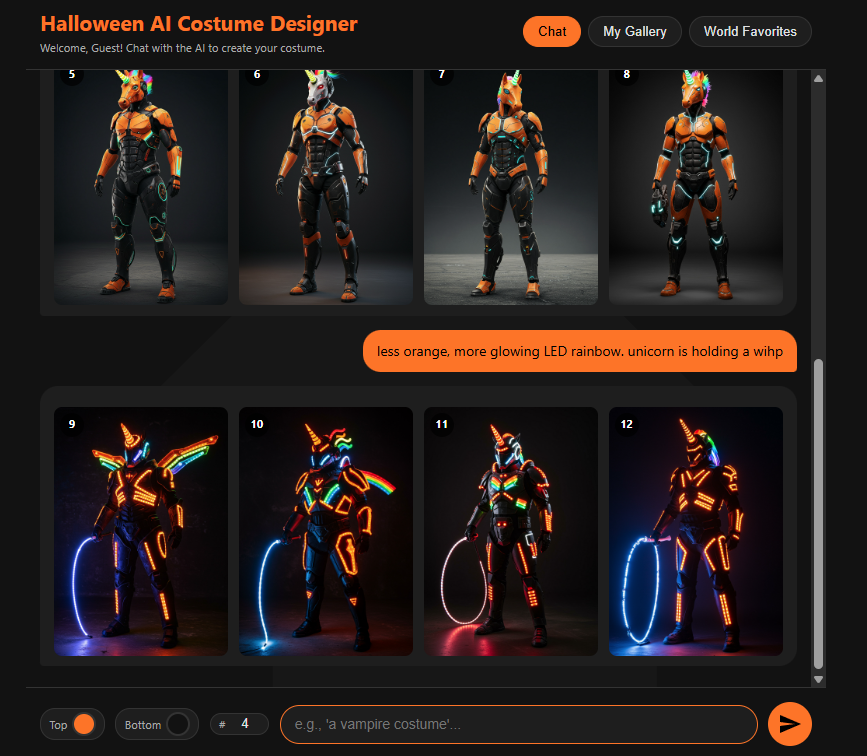 Halloween AI Costume Designer
Welcome, Guest! Chat with the AI to create your costume.
Chat
My Gallery
World Favorites
5
6
7
8
less orange, more glowing LED rainbow. unicorn is holding a wihp
9
10
11
12
Top
Bottom
# 4
e.g., 'a vampire costume'...